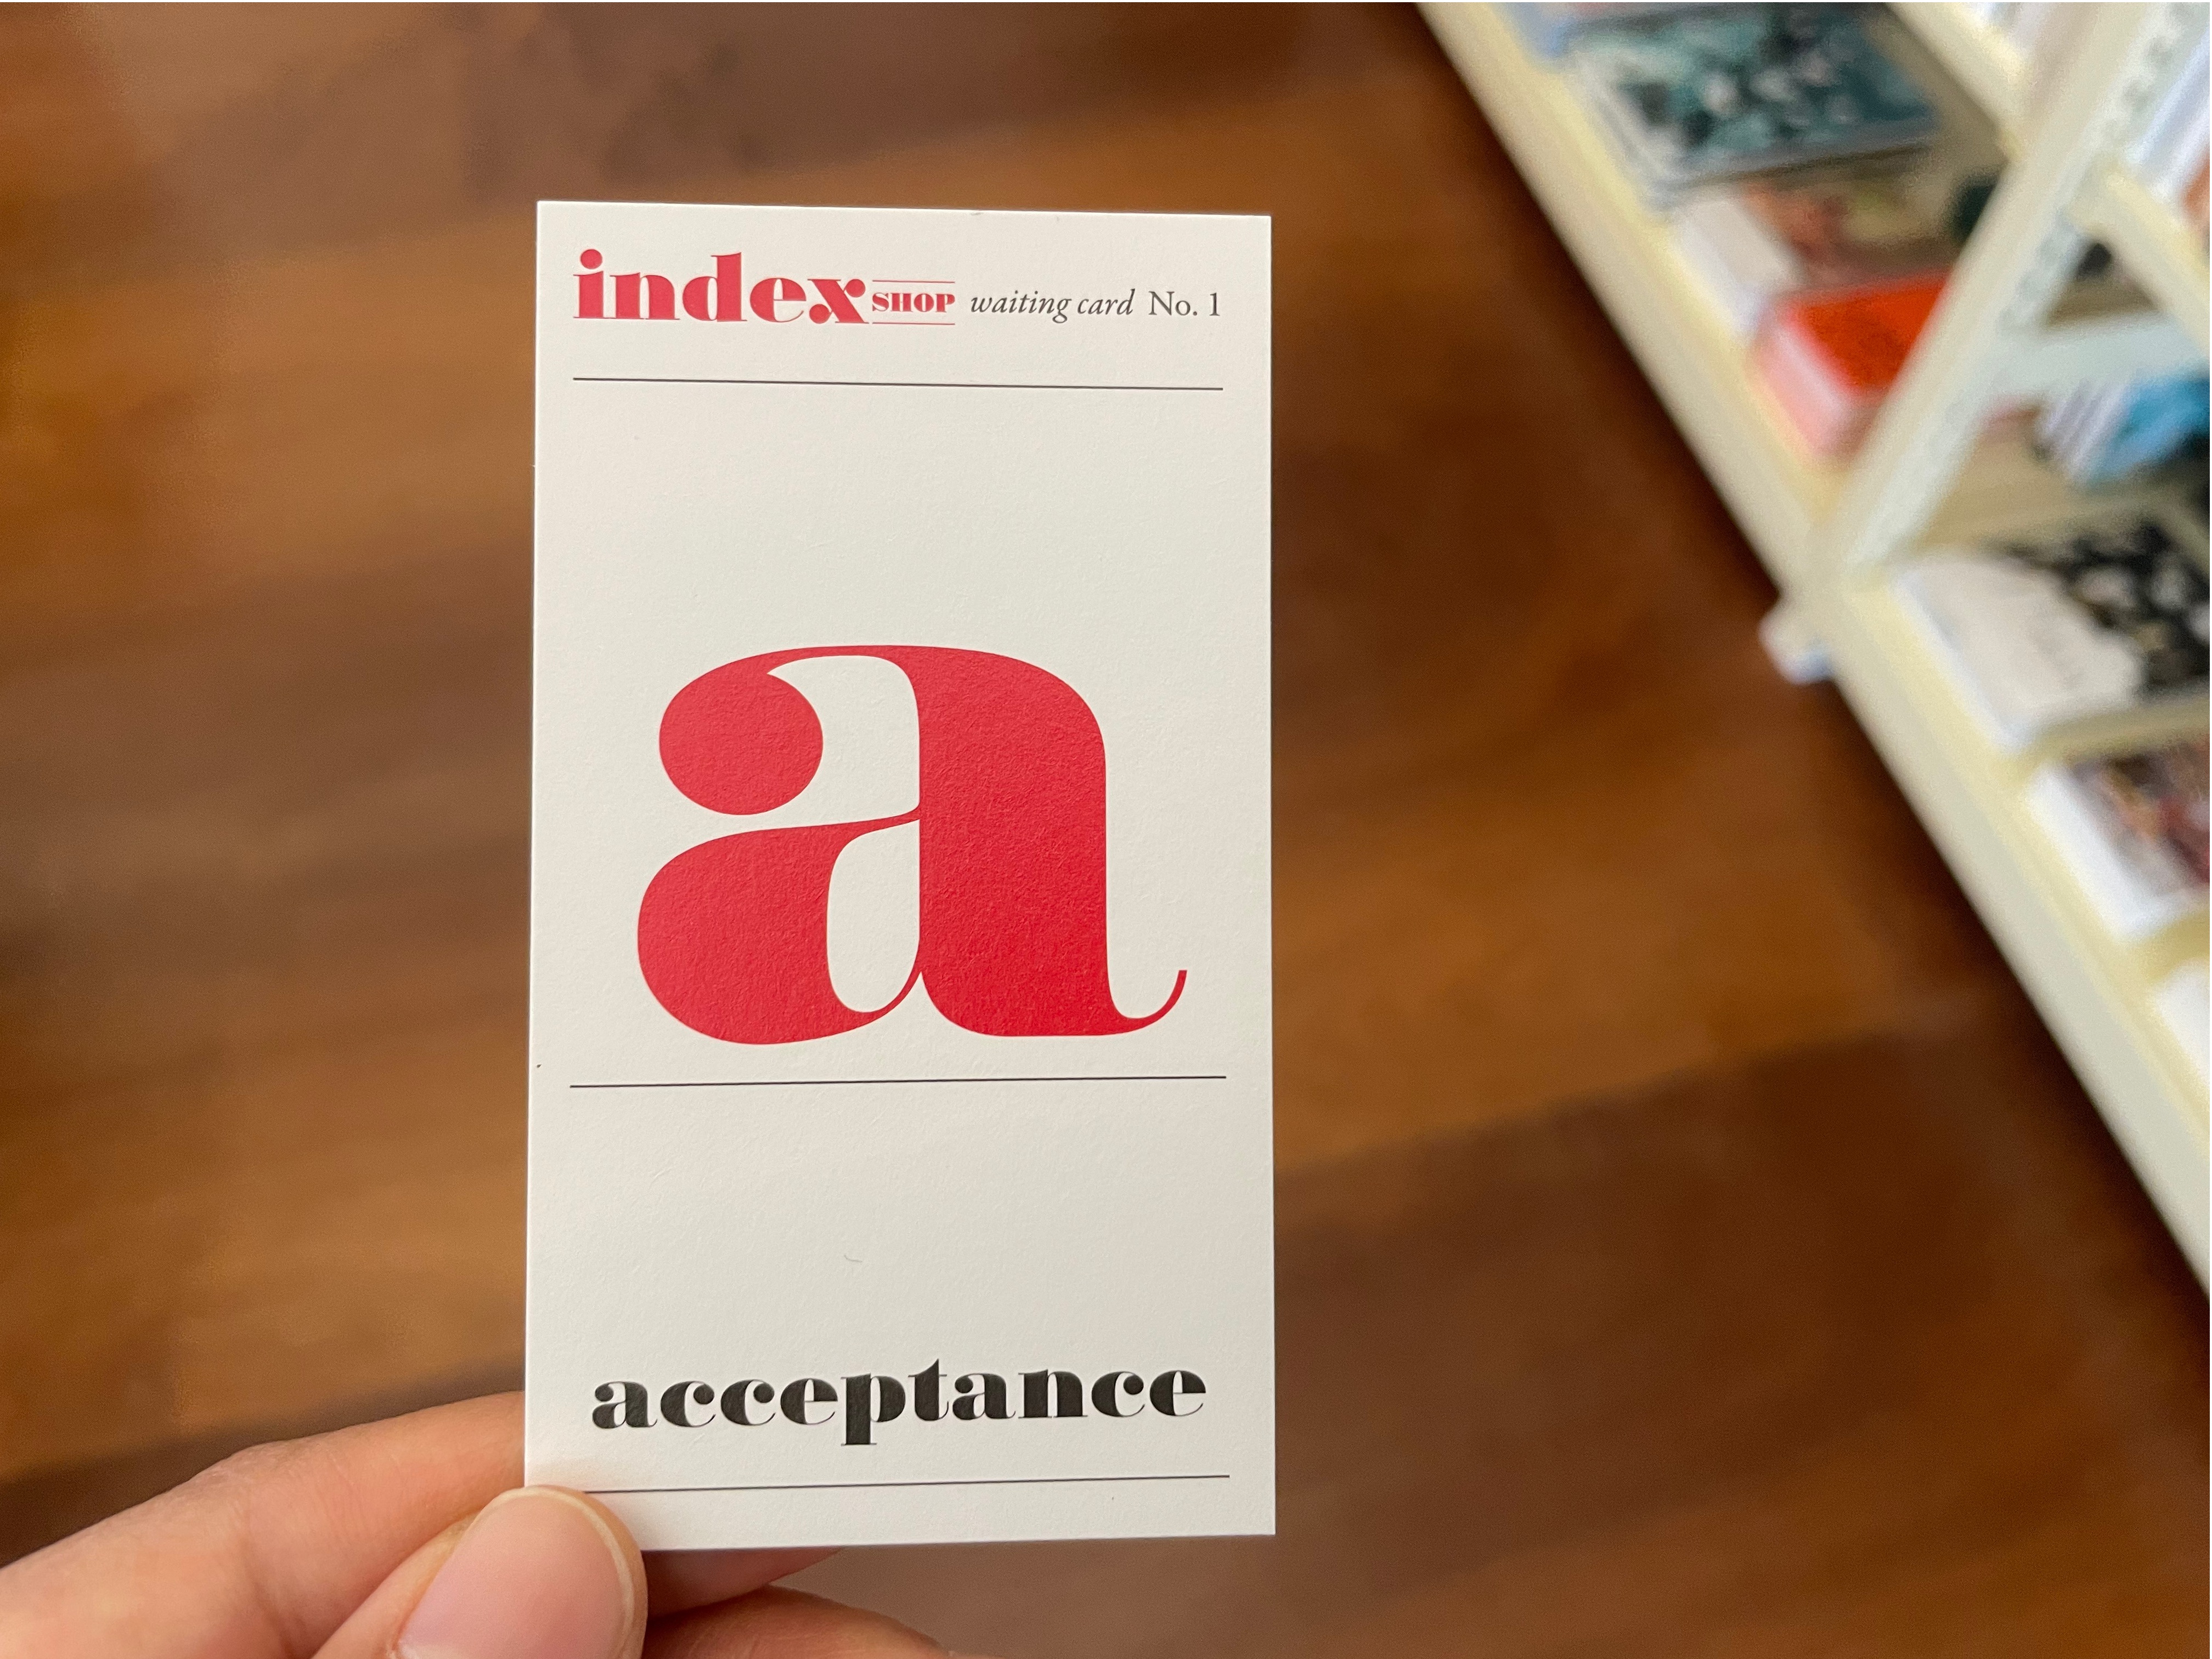 index SHOP waiting card No. 1
a
acceptance